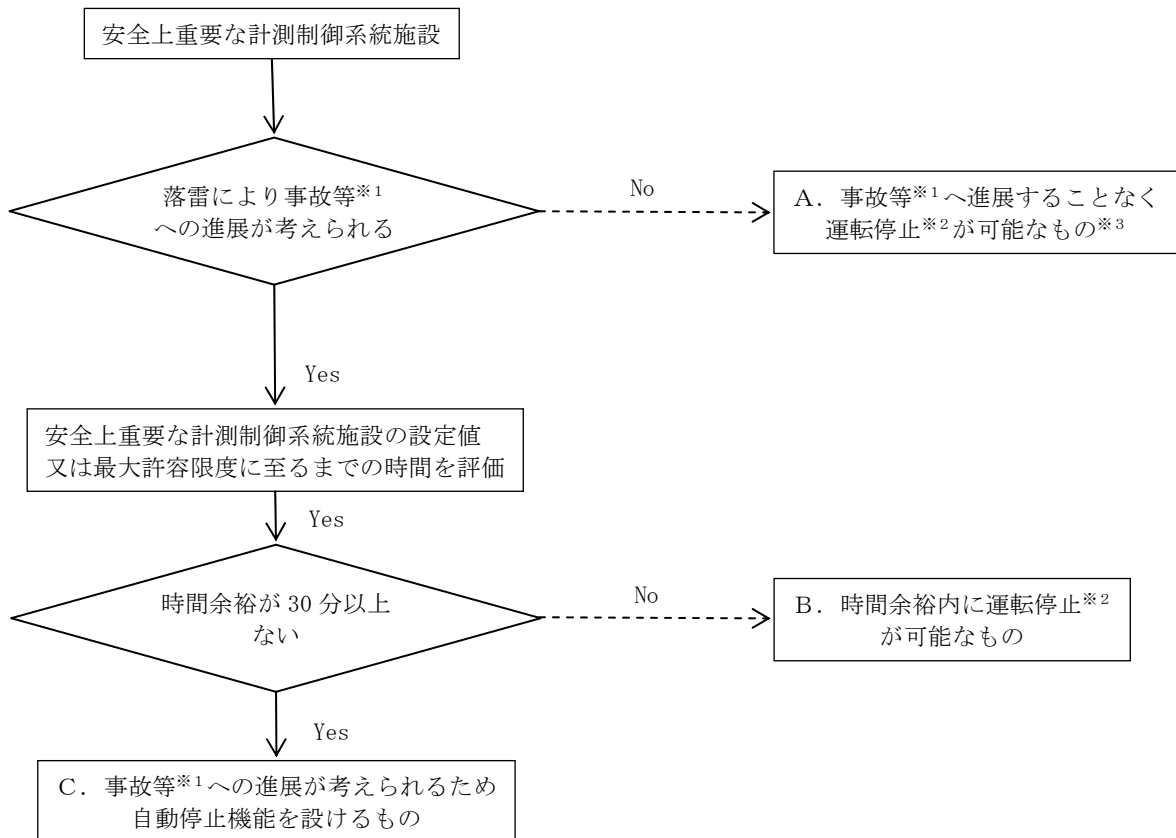 安全上重要な計測制御系統施設
落雷により事故等※1
への進展が考えられる
No
A．事故等※1へ進展することなく
運転停止※2が可能なもの※3
Yes
安全上重要な計測制御系統施設の設定値
又は最大許容限度に至るまでの時間を評価
Yes
時間余裕が 30 分以上
ない
No
B．時間余裕内に運転停止※2
が可能なもの
Yes
C．事故等※1への進展が考えられるため
自動停止機能を設けるもの